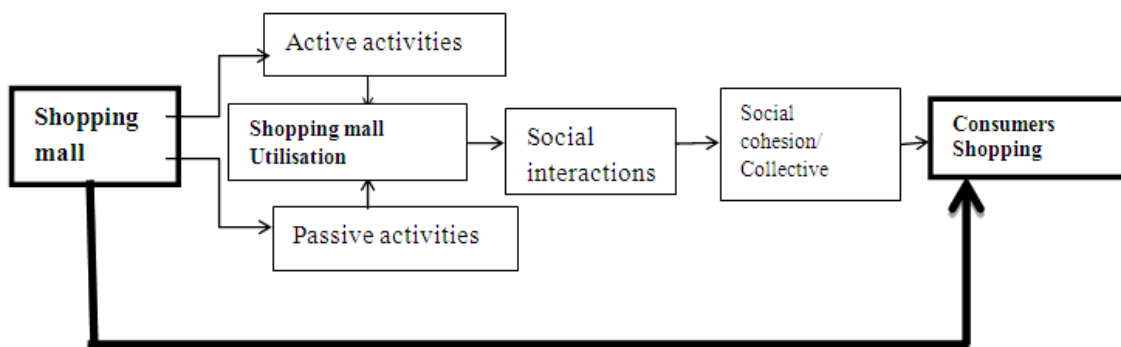 Active activities
Shopping
mall
Shopping mall
Utilisation
Passive activities
Social
interactions
Social
cohesion/
Collective
Consumers
Shopping